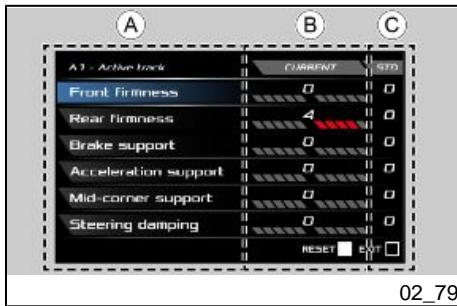 A B C
A1 - Active track CURRENT STD
Front firmness 0 0
Rear firmness 4 0
Brake support 0 0
Acceleration support 0 0
Mid-corner support 0 0
Steering damping 0 0
RESET EXIT
02_79